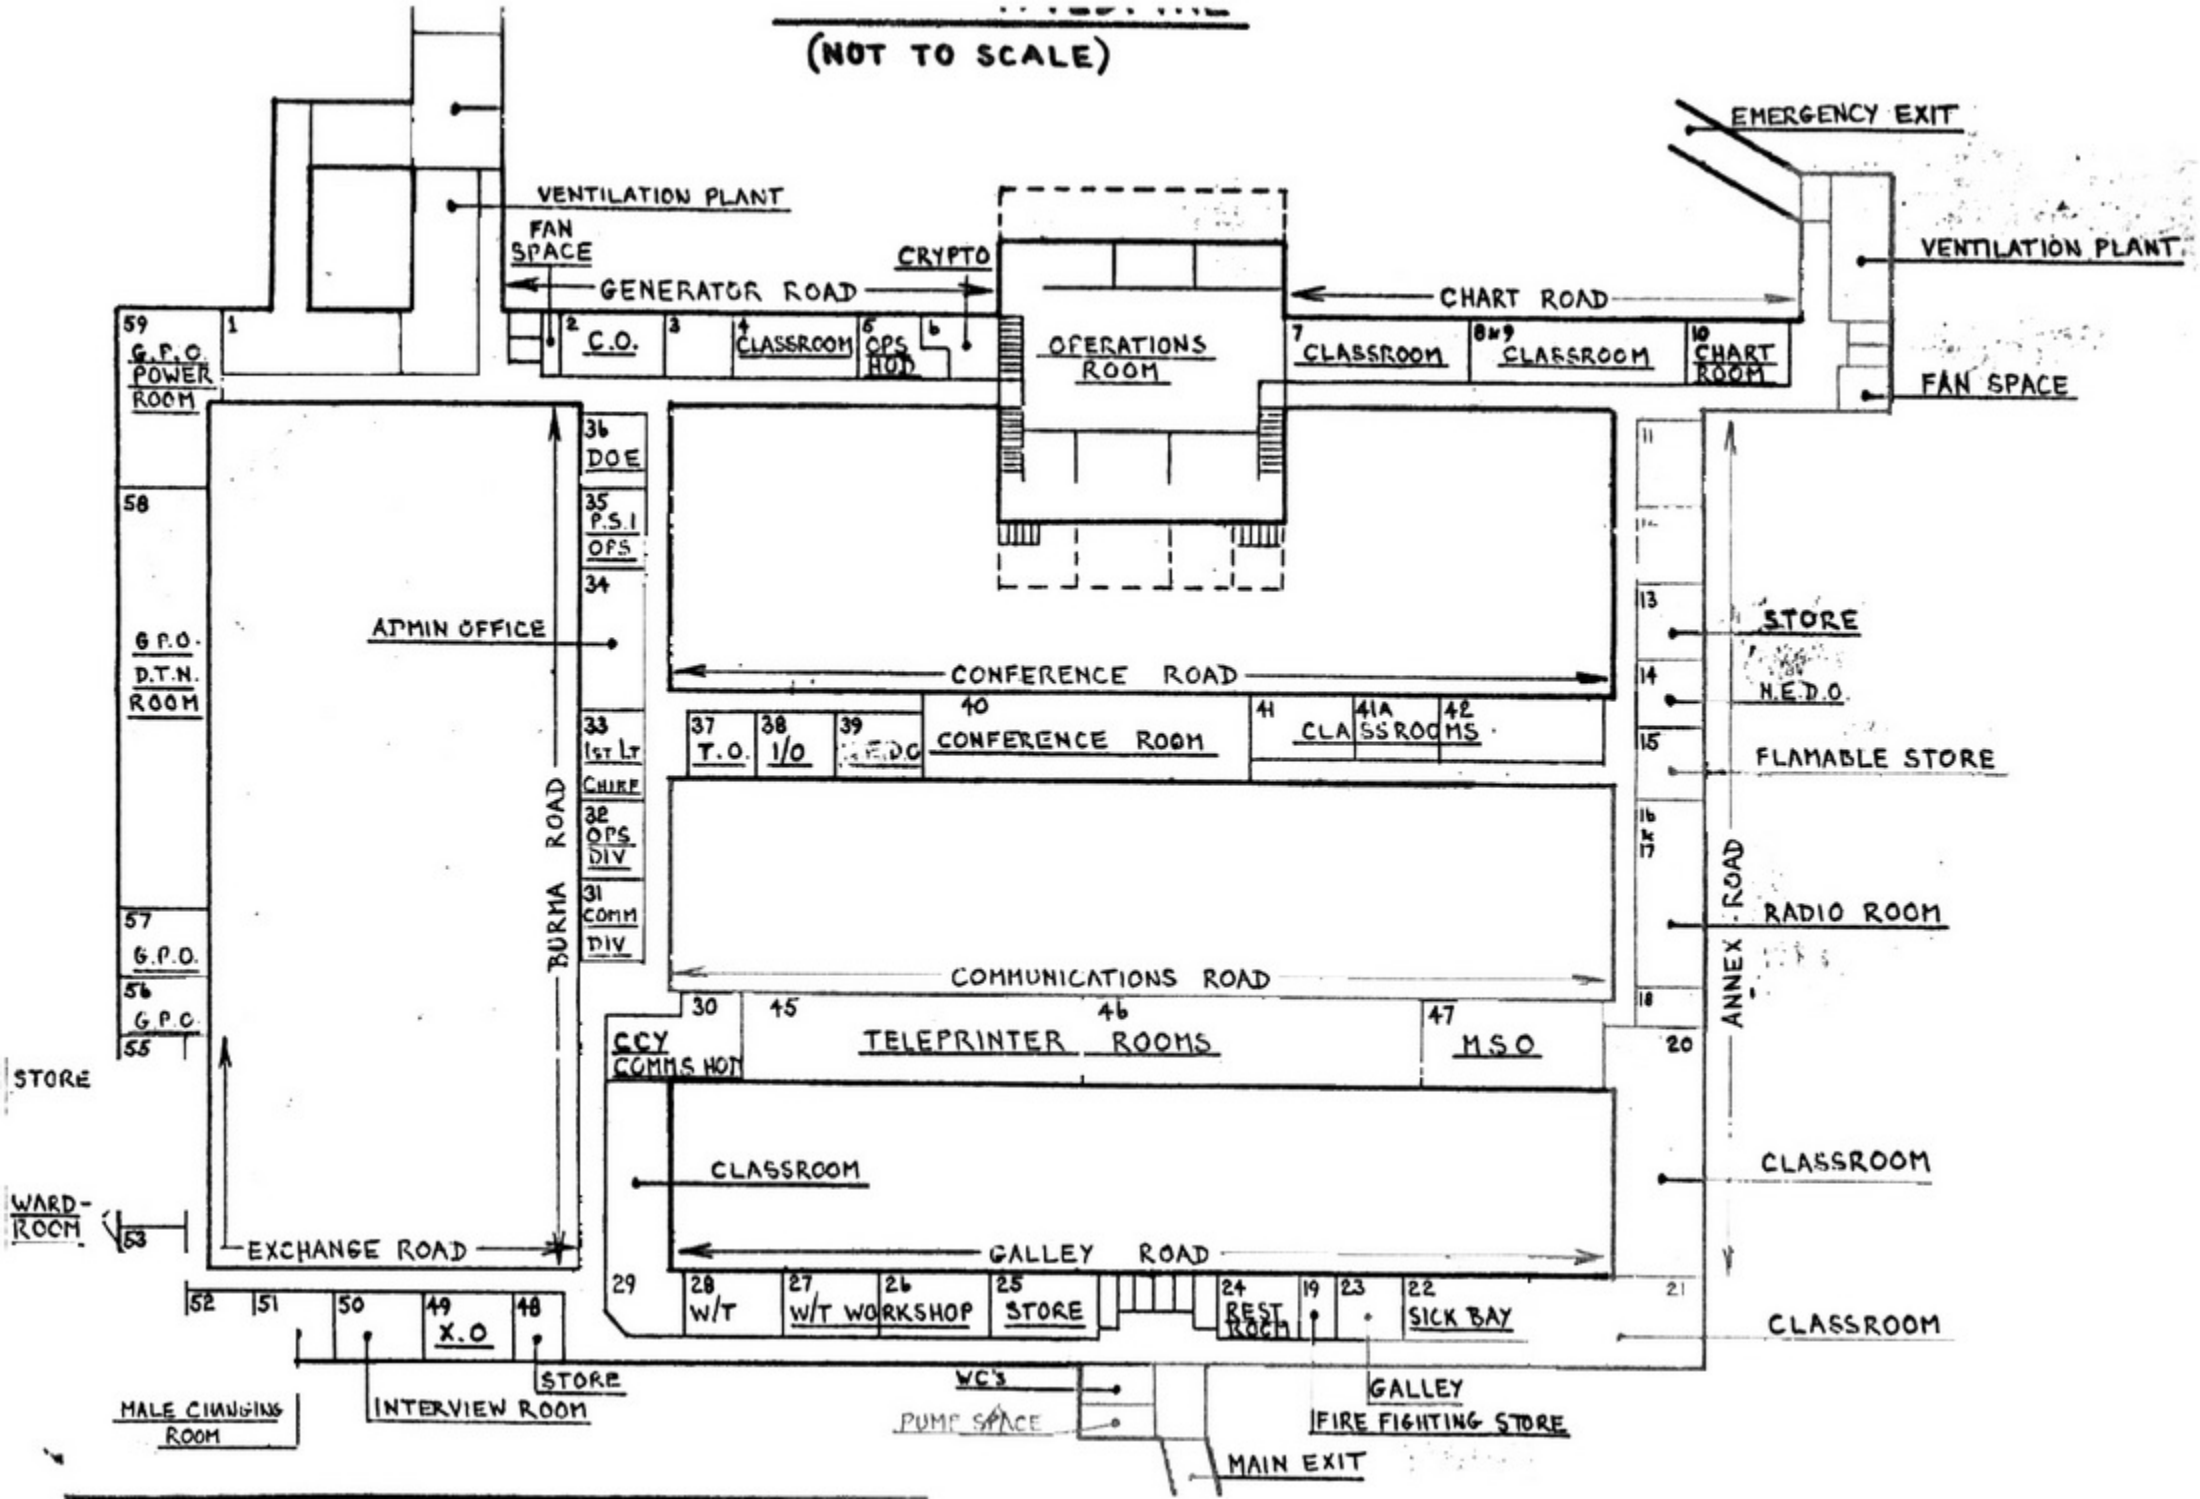 (NOT TO SCALE)
EMERGENCY EXIT
VENTILATION PLANT
FAN
SPACE
CRYPTO
GENERATOR ROAD
CHART ROAD
VENTILATION PLANT
FAN SPACE
59
G.P.O.
POWER
ROOM
1
2
C.O.
3
4
CLASSROOM
5
OPS
HOD
6
OPERATIONS
ROOM
7
CLASSROOM
8&9
CLASSROOM
10
CHART
ROOM
36
DOE
35
P.S.I
OPS
34
ADMIN OFFICE
33
1ST LT
CHIEF
32
OPS
DIV
31
COMM
DIV
58
G.P.O.
D.T.N.
ROOM
57
G.P.O.
56
G.P.O.
55
STORE
WARD-
ROOM
53
BURMA ROAD
EXCHANGE ROAD
CONFERENCE ROAD
37
T.O.
38
I/O
39
40
CONFERENCE ROOM
41
41A
42
CLASSROOMS
11
13
STORE
14
N.E.D.O.
15
FLAMABLE STORE
16
&
17
RADIO ROOM
18
ANNEX ROAD
COMMUNICATIONS ROAD
30
CCY
COMMS HOD
45
46
TELEPRINTER ROOMS
47
MSO
20
CLASSROOM
CLASSROOM
GALLEY ROAD
29
28
W/T
27
26
W/T WORKSHOP
25
STORE
24
REST
ROOM
19
23
22
SICK BAY
21
CLASSROOM
52
51
50
49
X.O
48
STORE
INTERVIEW ROOM
MALE CHANGING
ROOM
WC's
PUMP SPACE
GALLEY
FIRE FIGHTING STORE
MAIN EXIT